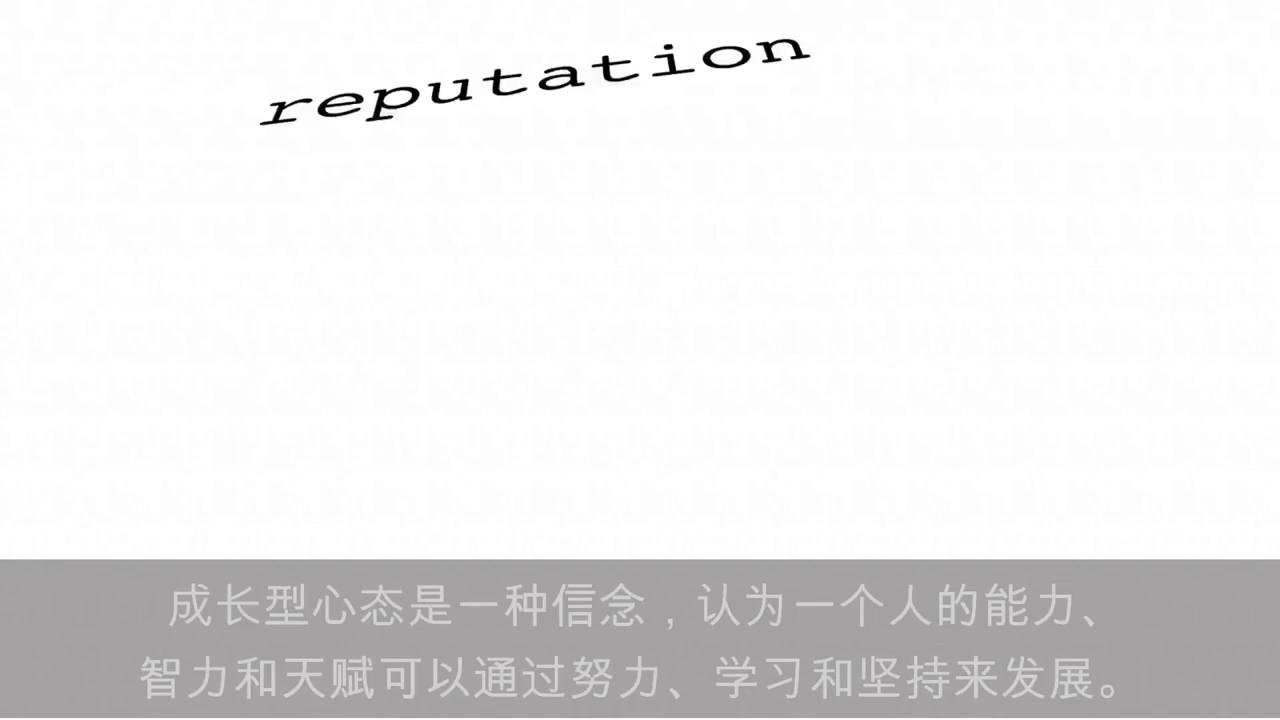 reputation
成长型心态是一种信念，认为一个人的能力、
智力和天赋可以通过努力、学习和坚持来发展。